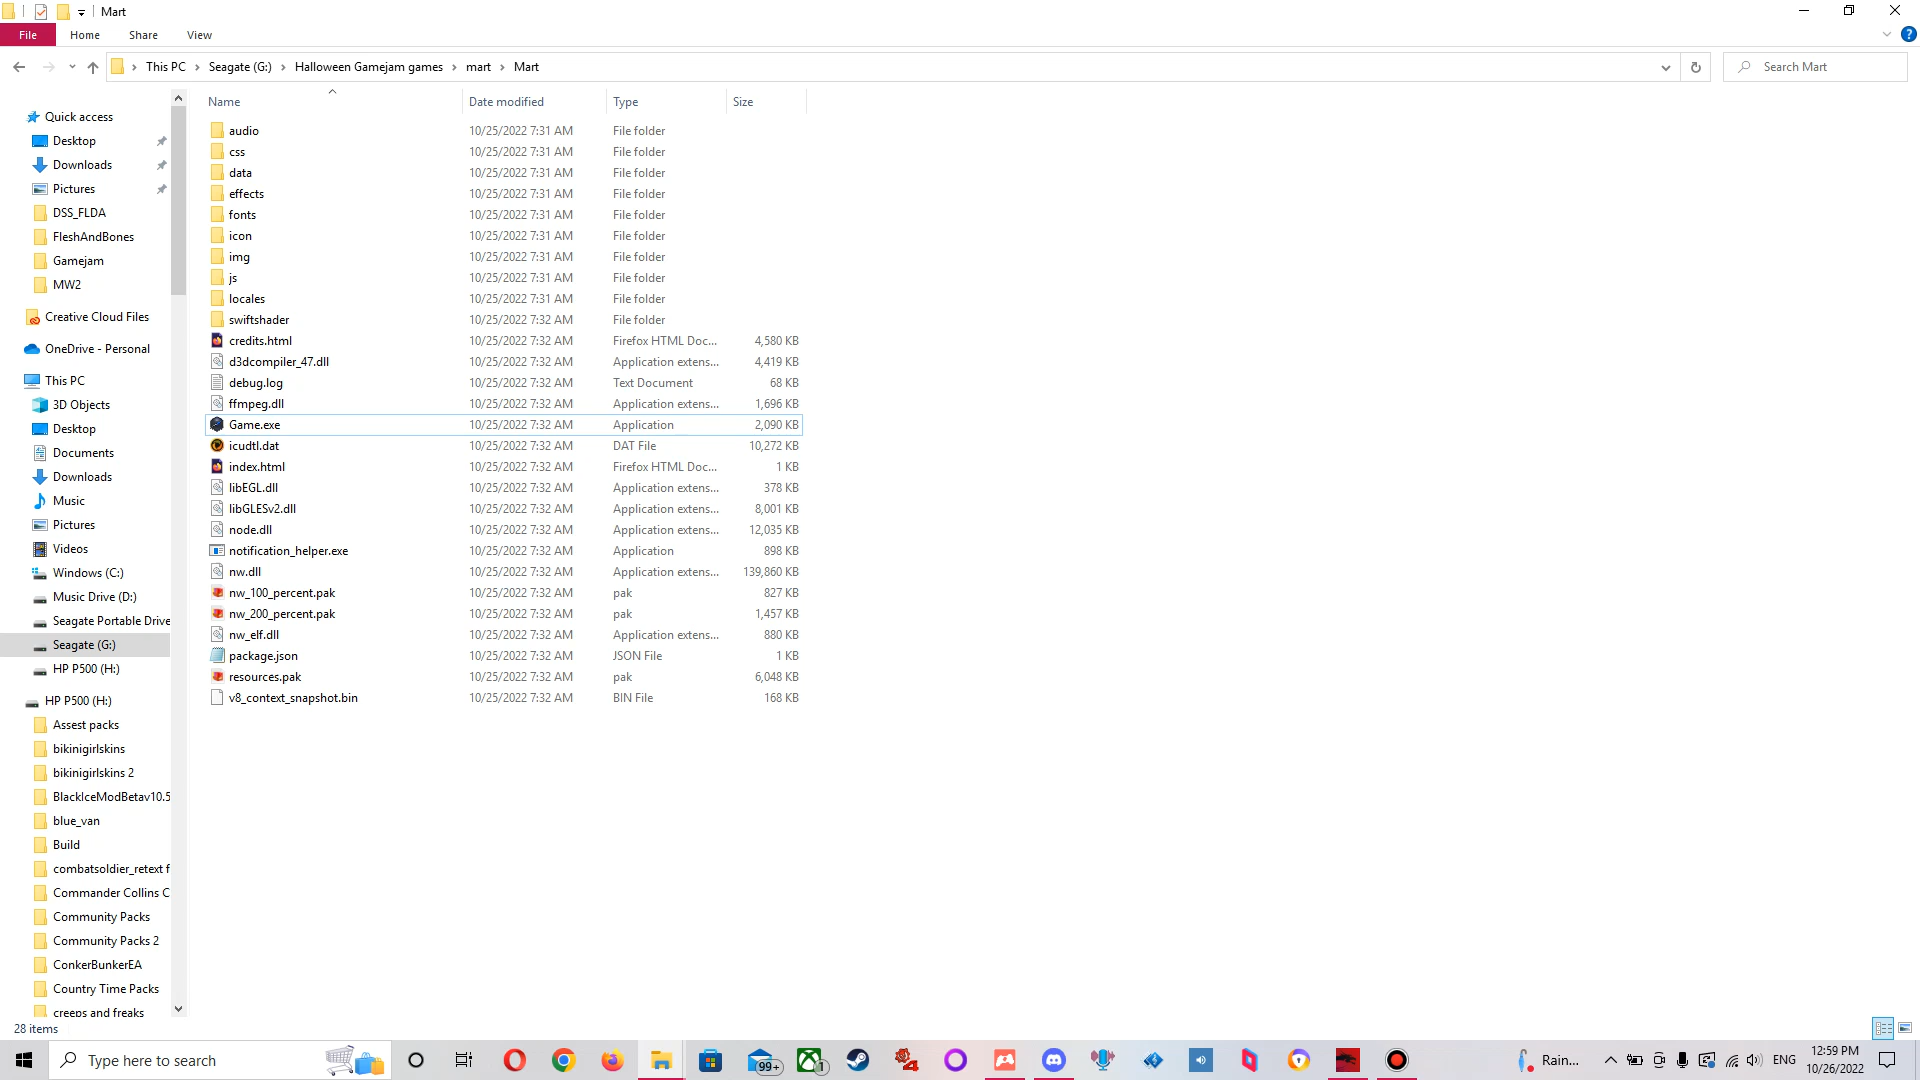 Mart
File Home Share View
This PC Seagate (G:) Halloween Gamejam games mart Mart
Search Mart
Name Date modified Type Size
Quick access
Desktop
Downloads
Pictures
DSS_FLDA
FleshAndBones
Gamejam
MW2
Creative Cloud Files
OneDrive - Personal
This PC
3D Objects
Desktop
Documents
Downloads
Music
Pictures
Videos
Windows (C:)
Music Drive (D:)
Seagate Portable Drive
Seagate (G:)
HP P500 (H:)
HP P500 (H:)
Assest packs
bikinigirlskins
bikinigirlskins 2
BlackIceModBetav10.5
blue_van
Build
combatsoldier_retext f
Commander Collins C
Community Packs
Community Packs 2
ConkerBunkerEA
Country Time Packs
creeps and freaks
audio 10/25/2022 7:31 AM File folder
css 10/25/2022 7:31 AM File folder
data 10/25/2022 7:31 AM File folder
effects 10/25/2022 7:31 AM File folder
fonts 10/25/2022 7:31 AM File folder
icon 10/25/2022 7:31 AM File folder
img 10/25/2022 7:31 AM File folder
js 10/25/2022 7:31 AM File folder
locales 10/25/2022 7:31 AM File folder
swiftshader 10/25/2022 7:32 AM File folder
credits.html 10/25/2022 7:32 AM Firefox HTML Doc... 4,580 KB
d3dcompiler_47.dll 10/25/2022 7:32 AM Application extens... 4,419 KB
debug.log 10/25/2022 7:32 AM Text Document 68 KB
ffmpeg.dll 10/25/2022 7:32 AM Application extens... 1,696 KB
Game.exe 10/25/2022 7:32 AM Application 2,090 KB
icudtl.dat 10/25/2022 7:32 AM DAT File 10,272 KB
index.html 10/25/2022 7:32 AM Firefox HTML Doc... 1 KB
libEGL.dll 10/25/2022 7:32 AM Application extens... 378 KB
libGLESv2.dll 10/25/2022 7:32 AM Application extens... 8,001 KB
node.dll 10/25/2022 7:32 AM Application extens... 12,035 KB
notification_helper.exe 10/25/2022 7:32 AM Application 898 KB
nw.dll 10/25/2022 7:32 AM Application extens... 139,860 KB
nw_100_percent.pak 10/25/2022 7:32 AM pak 827 KB
nw_200_percent.pak 10/25/2022 7:32 AM pak 1,457 KB
nw_elf.dll 10/25/2022 7:32 AM Application extens... 880 KB
package.json 10/25/2022 7:32 AM JSON File 1 KB
resources.pak 10/25/2022 7:32 AM pak 6,048 KB
v8_context_snapshot.bin 10/25/2022 7:32 AM BIN File 168 KB
28 items
Type here to search
99+
1
4
Rain...
ENG
12:59 PM
10/26/2022